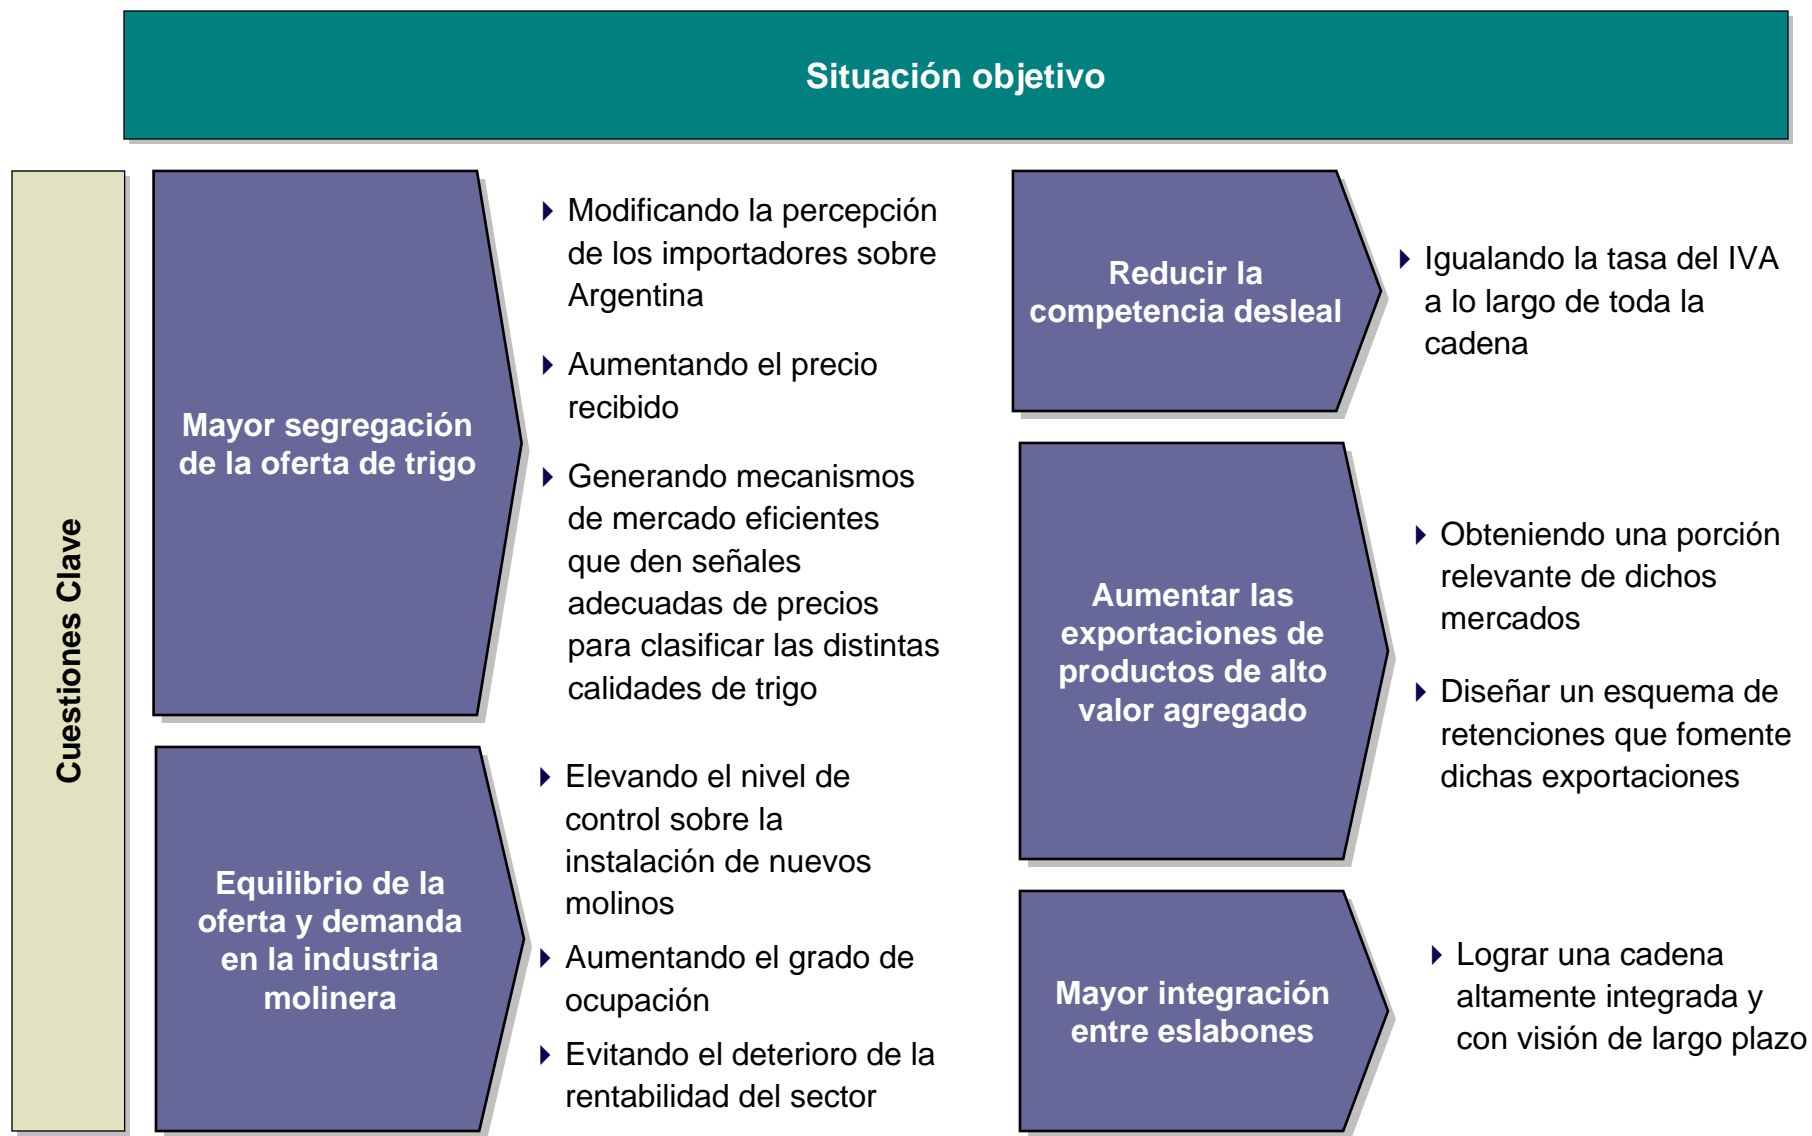 Situación objetivo
Cuestiones Clave
Mayor segregación
de la oferta de trigo
Modificando la percepción
de los importadores sobre
Argentina
Aumentando el precio
recibido
Generando mecanismos
de mercado eficientes
que den señales
adecuadas de precios
para clasificar las distintas
calidades de trigo
Equilibrio de la
oferta y demanda
en la industria
molinera
Elevando el nivel de
control sobre la
instalación de nuevos
molinos
Aumentando el grado de
ocupación
Evitando el deterioro de la
rentabilidad del sector
Reducir la
competencia desleal
Igualando la tasa del IVA
a lo largo de toda la
cadena
Aumentar las
exportaciones de
productos de alto
valor agregado
Obteniendo una porción
relevante de dichos
mercados
Diseñar un esquema de
retenciones que fomente
dichas exportaciones
Mayor integración
entre eslabones
Lograr una cadena
altamente integrada y
con visión de largo plazo